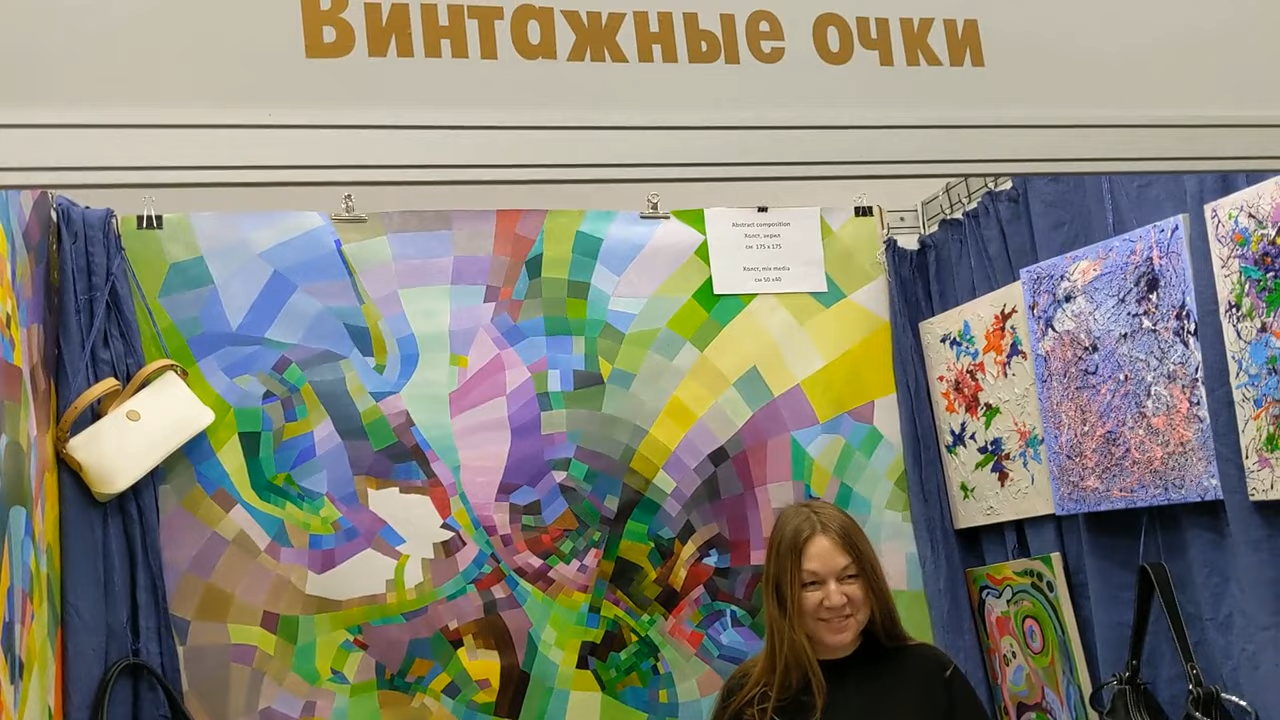 Винтажные очки
Abstract composition
Холст, акрил
см 175 x 175
Холст, mix media
см 50 x40